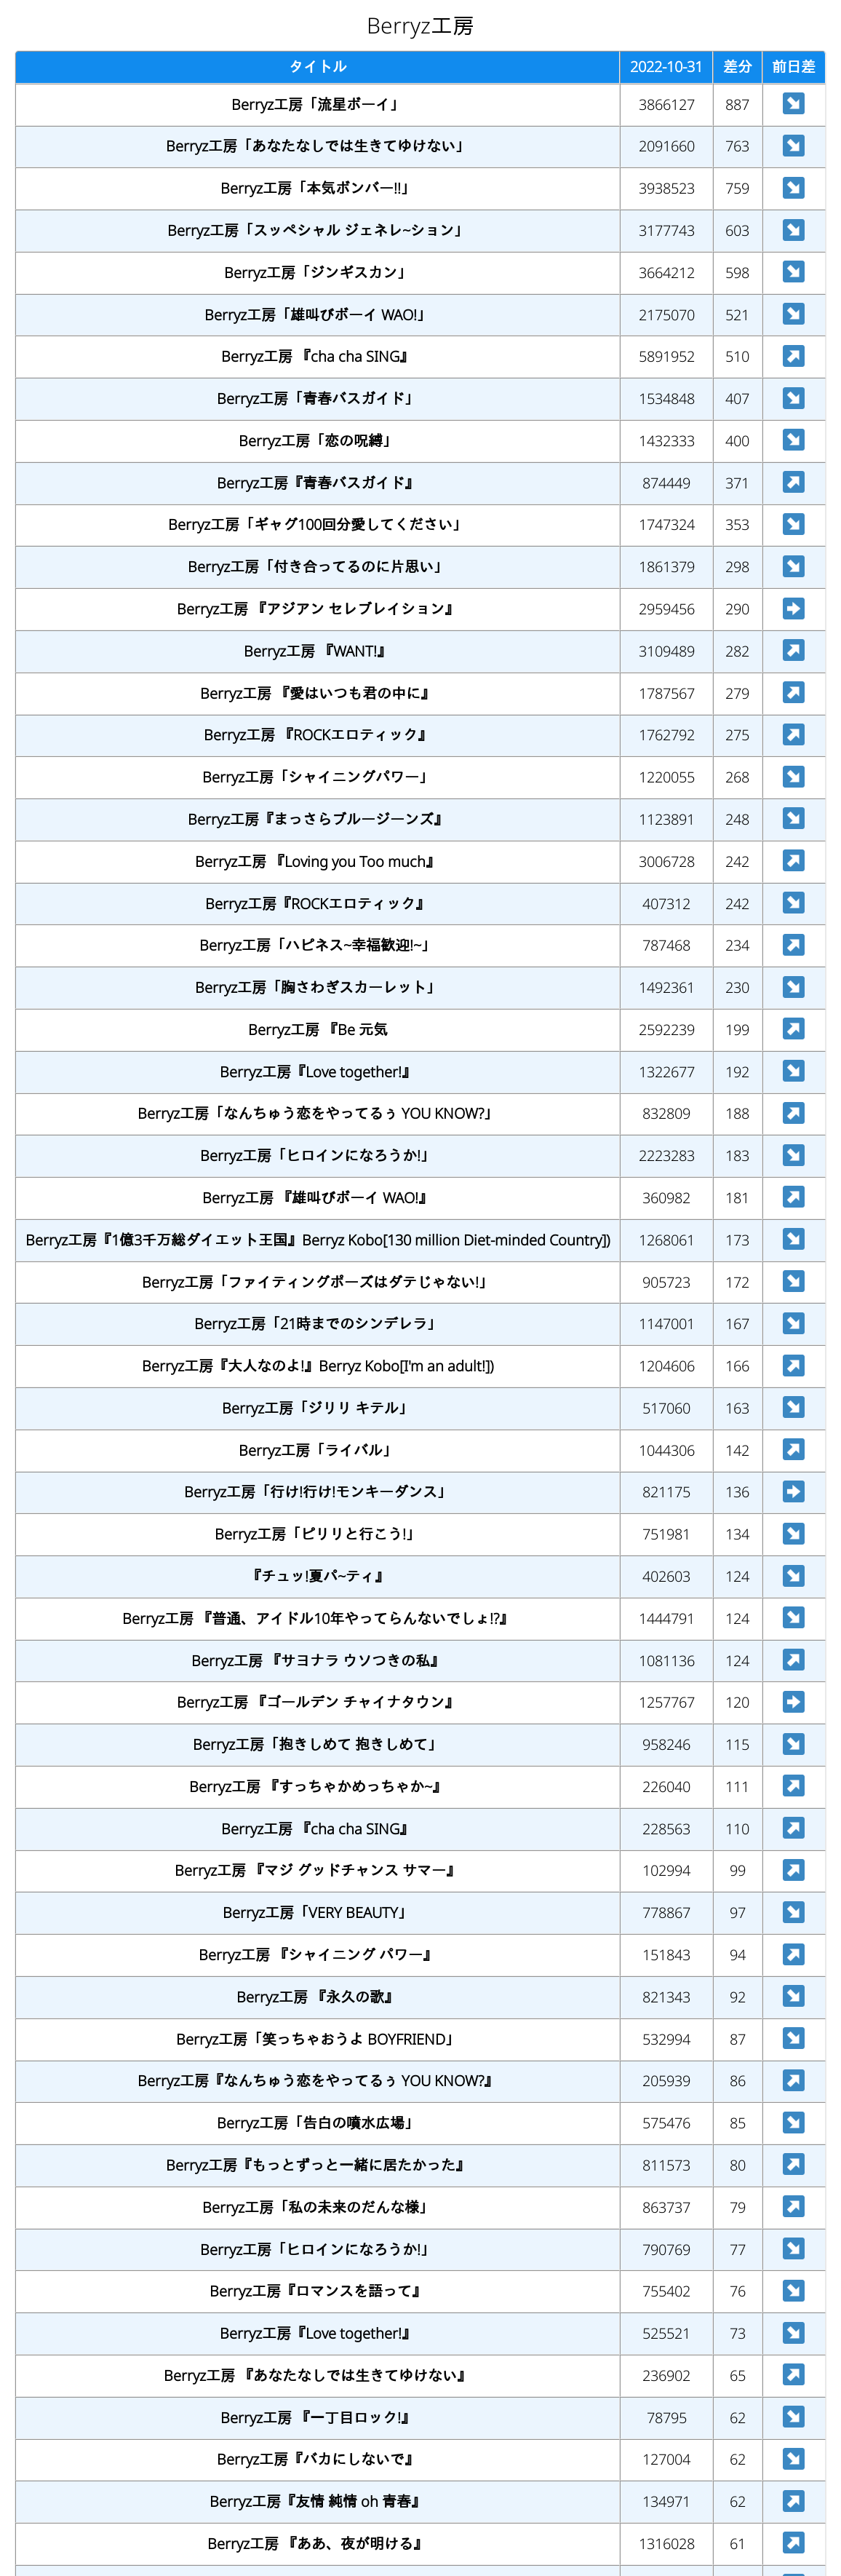 Berryz工房
タイトル 2022-10-31 差分 前日差
Berryz工房「流星ボーイ」 3866127 887 ↘
Berryz工房「あなたなしでは生きてゆけない」 2091660 763 ↘
Berryz工房「本気ボンバー!!」 3938523 759 ↘
Berryz工房「スッペシャル ジェネレ~ション」 3177743 603 ↘
Berryz工房「ジンギスカン」 3664212 598 ↘
Berryz工房「雄叫びボーイ WAO!」 2175070 521 ↘
Berryz工房 『cha cha SING』 5891952 510 ↗
Berryz工房「青春バスガイド」 1534848 407 ↘
Berryz工房「恋の呪縛」 1432333 400 ↘
Berryz工房『青春バスガイド』 874449 371 ↗
Berryz工房「ギャグ100回分愛してください」 1747324 353 ↘
Berryz工房「付き合ってるのに片思い」 1861379 298 ↘
Berryz工房 『アジアン セレブレイション』 2959456 290 ➡
Berryz工房 『WANT!』 3109489 282 ↗
Berryz工房 『愛はいつも君の中に』 1787567 279 ↗
Berryz工房 『ROCKエロティック』 1762792 275 ↗
Berryz工房「シャイニングパワー」 1220055 268 ↘
Berryz工房『まっさらブルージーンズ』 1123891 248 ↘
Berryz工房 『Loving you Too much』 3006728 242 ↗
Berryz工房『ROCKエロティック』 407312 242 ↘
Berryz工房「ハピネス~幸福歓迎!~」 787468 234 ↗
Berryz工房「胸さわぎスカーレット」 1492361 230 ↘
Berryz工房 『Be 元気 2592239 199 ↗
Berryz工房『Love together!』 1322677 192 ↘
Berryz工房「なんちゅう恋をやってるぅ YOU KNOW?」 832809 188 ↗
Berryz工房「ヒロインになろうか!」 2223283 183 ↘
Berryz工房 『雄叫びボーイ WAO!』 360982 181 ↗
Berryz工房『1億3千万総ダイエット王国』Berryz Kobo[130 million Diet-minded Country]) 1268061 173 ↘
Berryz工房「ファイティングポーズはダテじゃない!」 905723 172 ↘
Berryz工房「21時までのシンデレラ」 1147001 167 ↘
Berryz工房『大人なのよ!』Berryz Kobo[I'm an adult!]) 1204606 166 ↗
Berryz工房「ジリリ キテル」 517060 163 ↘
Berryz工房「ライバル」 1044306 142 ↗
Berryz工房「行け!行け!モンキーダンス」 821175 136 ➡
Berryz工房「ピリリと行こう!」 751981 134 ↘
『チュッ!夏パ~ティ』 402603 124 ↘
Berryz工房 『普通、アイドル10年やってらんないでしょ!?』 1444791 124 ↘
Berryz工房 『サヨナラ ウソつきの私』 1081136 124 ↗
Berryz工房 『ゴールデン チャイナタウン』 1257767 120 ➡
Berryz工房「抱きしめて 抱きしめて」 958246 115 ↘
Berryz工房 『すっちゃかめっちゃか~』 226040 111 ↗
Berryz工房 『cha cha SING』 228563 110 ↗
Berryz工房 『マジ グッドチャンス サマー』 102994 99 ↗
Berryz工房「VERY BEAUTY」 778867 97 ↘
Berryz工房 『シャイニング パワー』 151843 94 ↗
Berryz工房 『永久の歌』 821343 92 ↘
Berryz工房「笑っちゃおうよ BOYFRIEND」 532994 87 ↘
Berryz工房『なんちゅう恋をやってるぅ YOU KNOW?』 205939 86 ↗
Berryz工房「告白の噴水広場」 575476 85 ↘
Berryz工房『もっとずっと一緒に居たかった』 811573 80 ↗
Berryz工房「私の未来のだんな様」 863737 79 ↗
Berryz工房「ヒロインになろうか!」 790769 77 ↘
Berryz工房『ロマンスを語って』 755402 76 ↘
Berryz工房『Love together!』 525521 73 ↘
Berryz工房 『あなたなしでは生きてゆけない』 236902 65 ↗
Berryz工房 『一丁目ロック!』 78795 62 ↘
Berryz工房『バカにしないで』 127004 62 ↘
Berryz工房『友情 純情 oh 青春』 134971 62 ↗
Berryz工房 『ああ、夜が明ける』 1316028 61 ↗